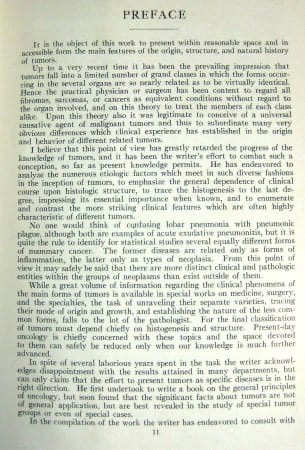 PREFACE
It is the object of this work to present within reasonable space and in
accessible form the main features of the origin, structure, and natural history
of tumors.
Up to a very recent time it has been the prevailing impression that
tumors fall into a limited number of grand classes in which the forms occur-
ring in the several organs are so nearly related as to be virtually identical.
Hence the practical physician or surgeon has been content to regard all
fibromas, sarcomas, or cancers as equivalent conditions without regard to
the organ involved, and on this theory to treat the members of each class
alike. Upon this theory also it was legitimate to conceive of a universal
causative agent of malignant tumors and thus to subordinate many very
obvious differences which clinical experience has established in the origin
and behavior of different related tumors.
I believe that this point of view has greatly retarded the progress of the
knowledge of tumors, and it has been the writer's effort to combat such a
conception, so far as present knowledge permits. He has endeavored to
analyze the numerous etiologic factors which meet in such diverse fashions
in the inception of tumors, to emphasize the general dependence of clinical
course upon histologic structure, to trace the histogenesis to the last de-
gree, impressing its essential importance when known, and to enumerate
and contrast the more striking clinical features which are often highly
characteristic of different tumors.
No one would think of confusing lobar pneumonia with pneumonic
plague, although both are examples of acute exudative pneumonitis, but it is
quite the rule to identify for statistical studies several equally different forms
of mammary cancer. The former diseases are related only as forms of
inflammation, the latter only as types of neoplasia. From this point of
view it may safely be said that there are more distinct clinical and pathologic
entities within the groups of neoplasms than exist outside of them.
While a great volume of information regarding the clinical phenomena of
the main forms of tumors is available in special works on medicine, surgery,
and the specialties, the task of unraveling their separate varieties, tracing
their mode of origin and growth, and establishing the nature of the less com-
mon forms, falls to the lot of the pathologist. For the final classification
of tumors must depend chiefly on histogenesis and structure. Present-day
oncology is chiefly concerned with these topics and the space devoted
to them can safely be reduced only when our knowledge is much further
advanced.
In spite of several laborious years spent in the task the writer acknowl-
edges disappointment with the results attained in many departments, but
can only claim that the effort to present tumors as specific diseases is in the
right direction. He first undertook to write a book on the general principles
of oncology, but soon found that the significant facts about tumors are not
of general application, but are best revealed in the study of special tumor
groups or even of special cases.
In the compilation of the work the writer has endeavored to consult with
11